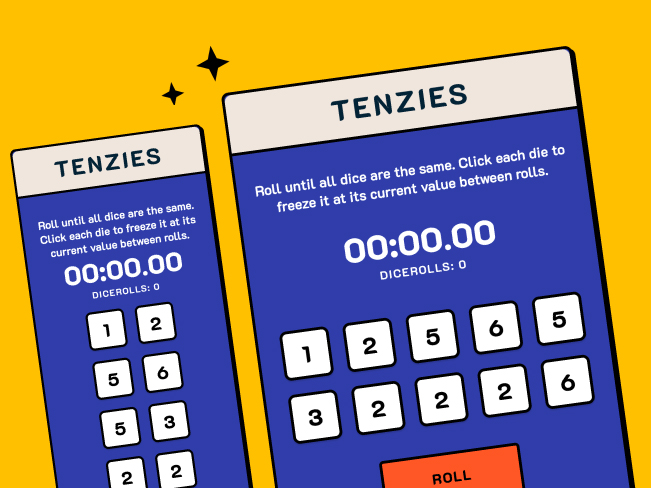 TENZIES
Roll until all dice are the same.
Click each die to freeze it at its
current value between rolls.
00:00.00
DICEROLLS: 0
1 2
5 6
5 3
2 2
TENZIES
Roll until all dice are the same. Click each die to
freeze it at its current value between rolls.
00:00.00
DICEROLLS: 0
1 2 5 6 5
3 2 2 2 6
ROLL